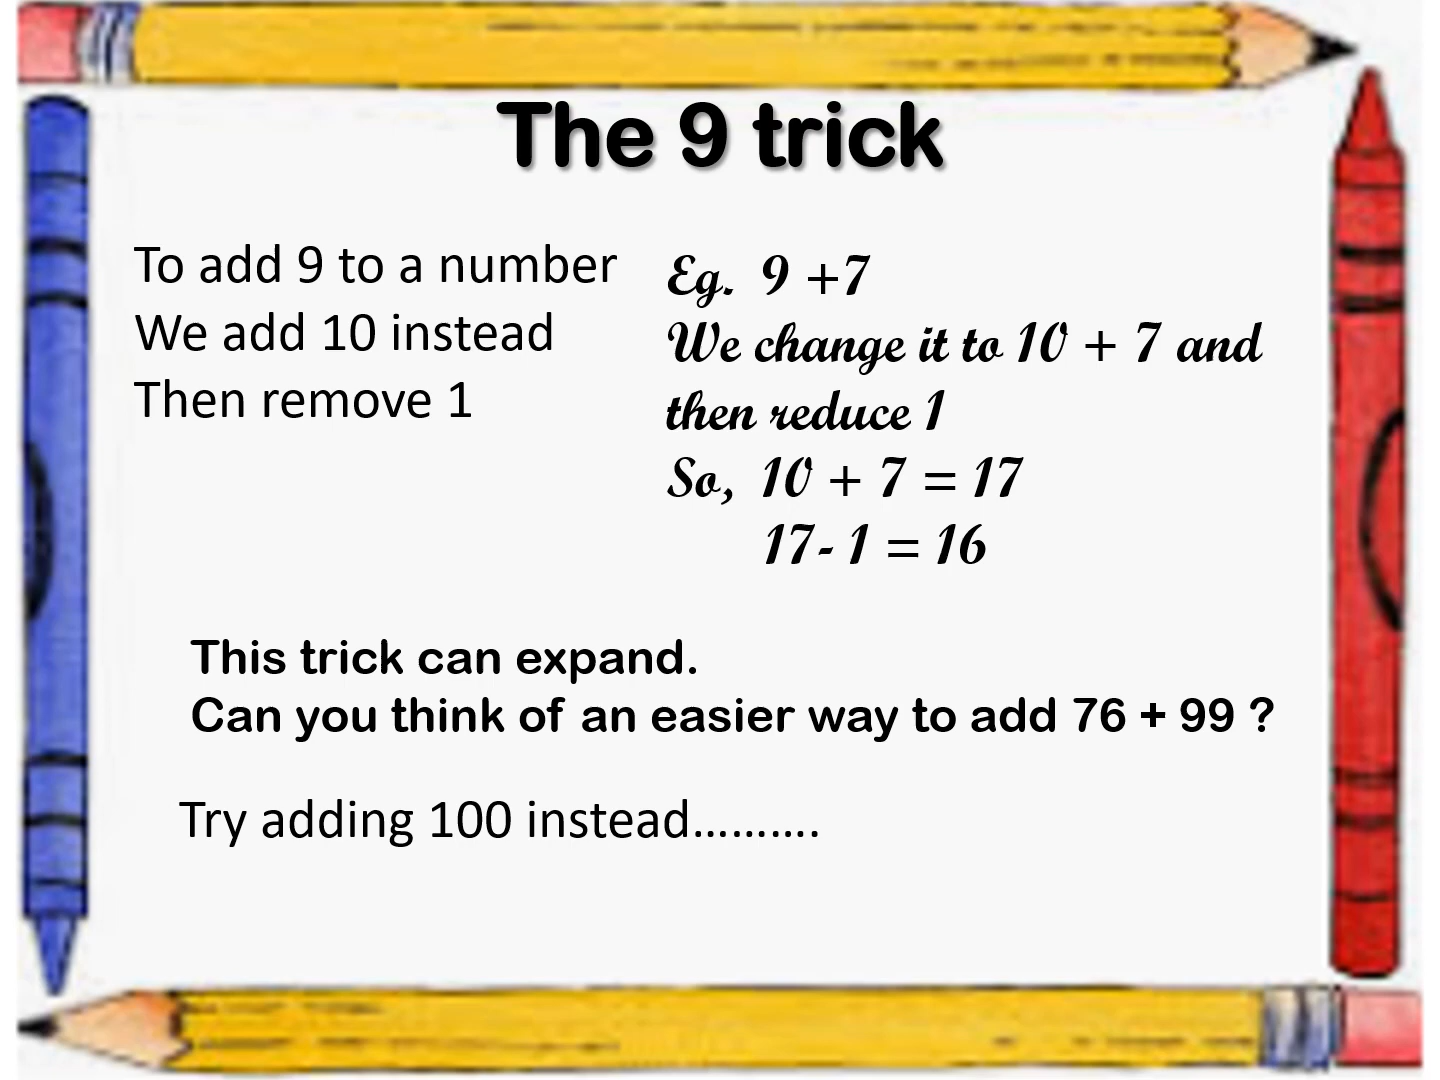 The 9 trick
To add 9 to a number
We add 10 instead
Then remove 1
Eg. 9 +7
We change it to 10 + 7 and
then reduce 1
So, 10 + 7 = 17
17- 1 = 16
This trick can expand.
Can you think of an easier way to add 76 + 99 ?
Try adding 100 instead……….